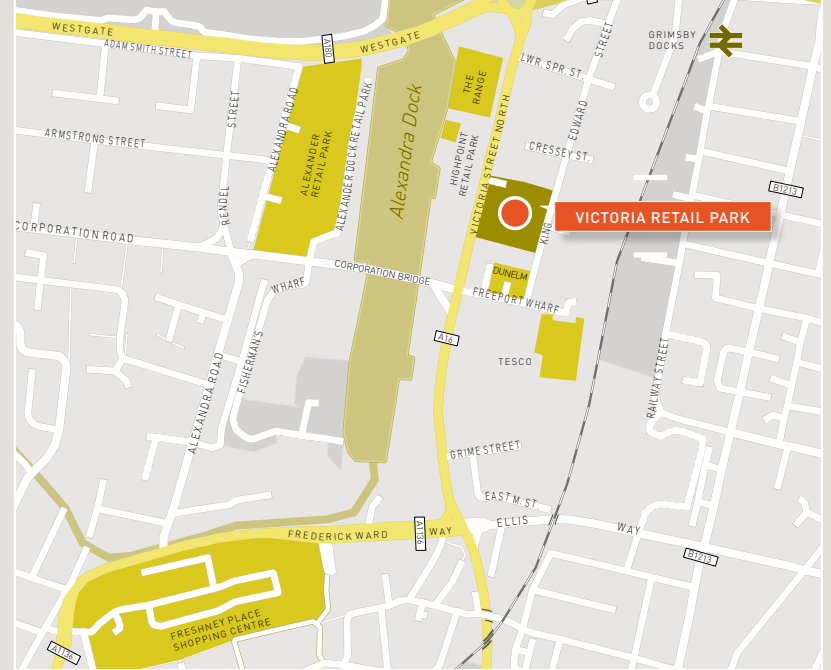 WESTGATE
ADAM SMITH STREET
A180
WESTGATE
GRIMSBY
DOCKS
STREET
LWR. SPR. ST.
THE
RANGE
STREET
ALEXANDRA ROAD
ALEXANDER
RETAIL PARK
ALEXANDER DOCK RETAIL PARK
Alexandra Dock
HIGHPOINT
RETAIL PARK
VICTORIA STREET NORTH
EDWARD
CRESSEY ST.
ARMSTRONG STREET
RENDEL
B1213
VICTORIA RETAIL PARK
KING
CORPORATION ROAD
CORPORATION BRIDGE
DUNELM
WHARF
FREEPORT WHARF
A16
TESCO
FISHERMAN'S
ALEXANDRA ROAD
RAILWAY STREET
GRIME STREET
EAST M. ST.
ELLIS
WAY
FREDERICK WARD
A1136
WAY
B1213
FRESHNEY PLACE
SHOPPING CENTRE
A1136